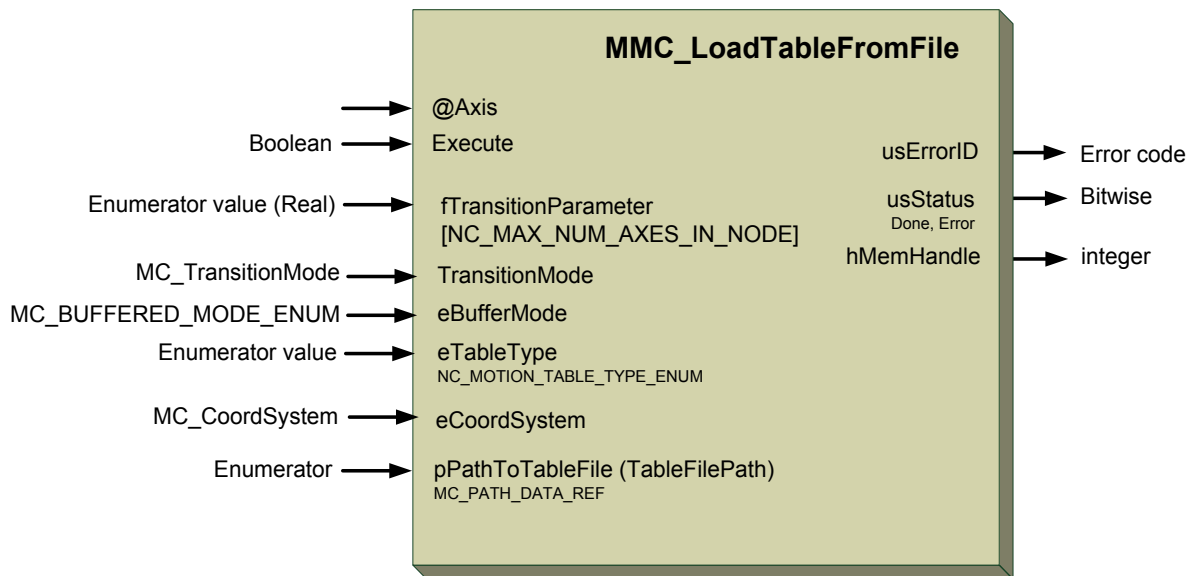 MMC_LoadTableFromFile
@Axis
Boolean
Execute
usErrorID
Error code
Enumerator value (Real)
fTransitionParameter
[NC_MAX_NUM_AXES_IN_NODE]
usStatus
Done, Error
Bitwise
hMemHandle
integer
MC_TransitionMode
TransitionMode
MC_BUFFERED_MODE_ENUM
eBufferMode
Enumerator value
eTableType
NC_MOTION_TABLE_TYPE_ENUM
MC_CoordSystem
eCoordSystem
Enumerator
pPathToTableFile (TableFilePath)
MC_PATH_DATA_REF